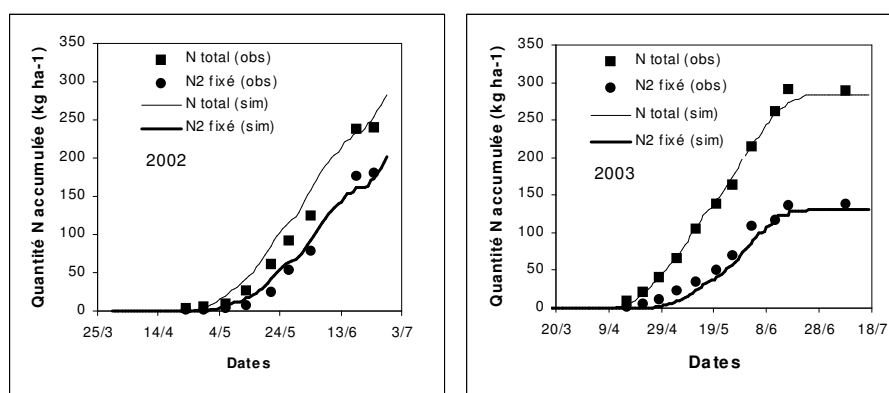 Quantité N accumulée (kg ha-1)
350
300
250
200
150
100
50
0
N total (obs)
N2 fixé (obs)
N total (sim)
N2 fixé (sim)
2002
25/3 14/4 4/5 24/5 13/6 3/7
Dates
Quantité N accumulée (kg ha-1)
350
300
250
200
150
100
50
0
N total (obs)
N2 fixé (obs)
N total (sim)
N2 fixé (sim)
2003
20/3 9/4 29/4 19/5 8/6 28/6 18/7
Dates